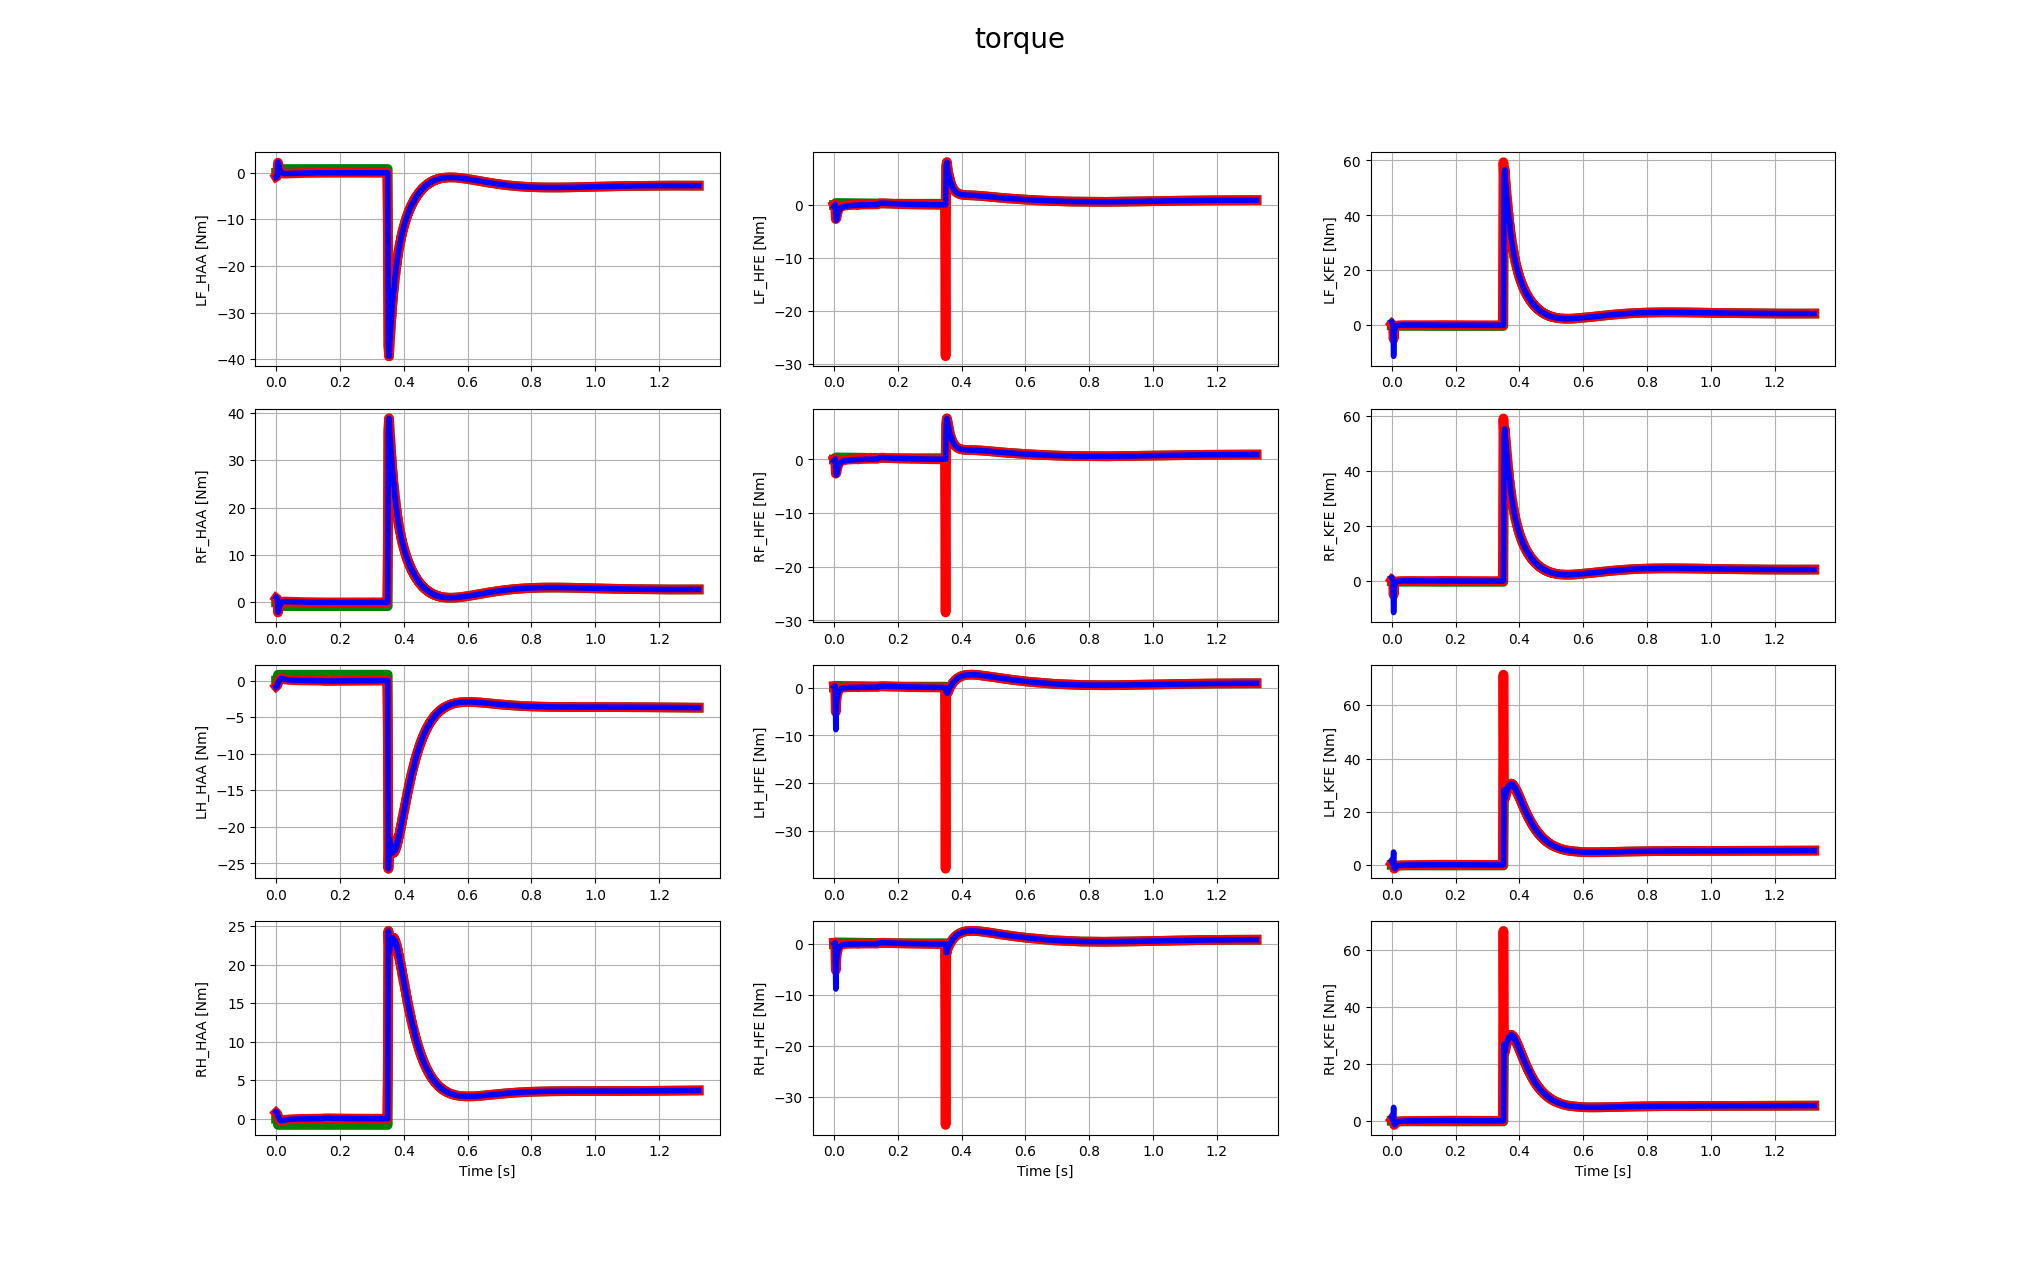 torque
LF_HAA [Nm]
0
−10
−20
−30
−40
0.0 0.2 0.4 0.6 0.8 1.0 1.2
LF_HFE [Nm]
0
−10
−20
−30
0.0 0.2 0.4 0.6 0.8 1.0 1.2
LF_KFE [Nm]
60
40
20
0
0.0 0.2 0.4 0.6 0.8 1.0 1.2
RF_HAA [Nm]
40
30
20
10
0
0.0 0.2 0.4 0.6 0.8 1.0 1.2
RF_HFE [Nm]
0
−10
−20
−30
0.0 0.2 0.4 0.6 0.8 1.0 1.2
RF_KFE [Nm]
60
40
20
0
0.0 0.2 0.4 0.6 0.8 1.0 1.2
LH_HAA [Nm]
0
−5
−10
−15
−20
−25
0.0 0.2 0.4 0.6 0.8 1.0 1.2
LH_HFE [Nm]
0
−10
−20
−30
0.0 0.2 0.4 0.6 0.8 1.0 1.2
LH_KFE [Nm]
60
40
20
0
0.0 0.2 0.4 0.6 0.8 1.0 1.2
RH_HAA [Nm]
25
20
15
10
5
0
0.0 0.2 0.4 0.6 0.8 1.0 1.2
Time [s]
RH_HFE [Nm]
0
−10
−20
−30
0.0 0.2 0.4 0.6 0.8 1.0 1.2
Time [s]
RH_KFE [Nm]
60
40
20
0
0.0 0.2 0.4 0.6 0.8 1.0 1.2
Time [s]